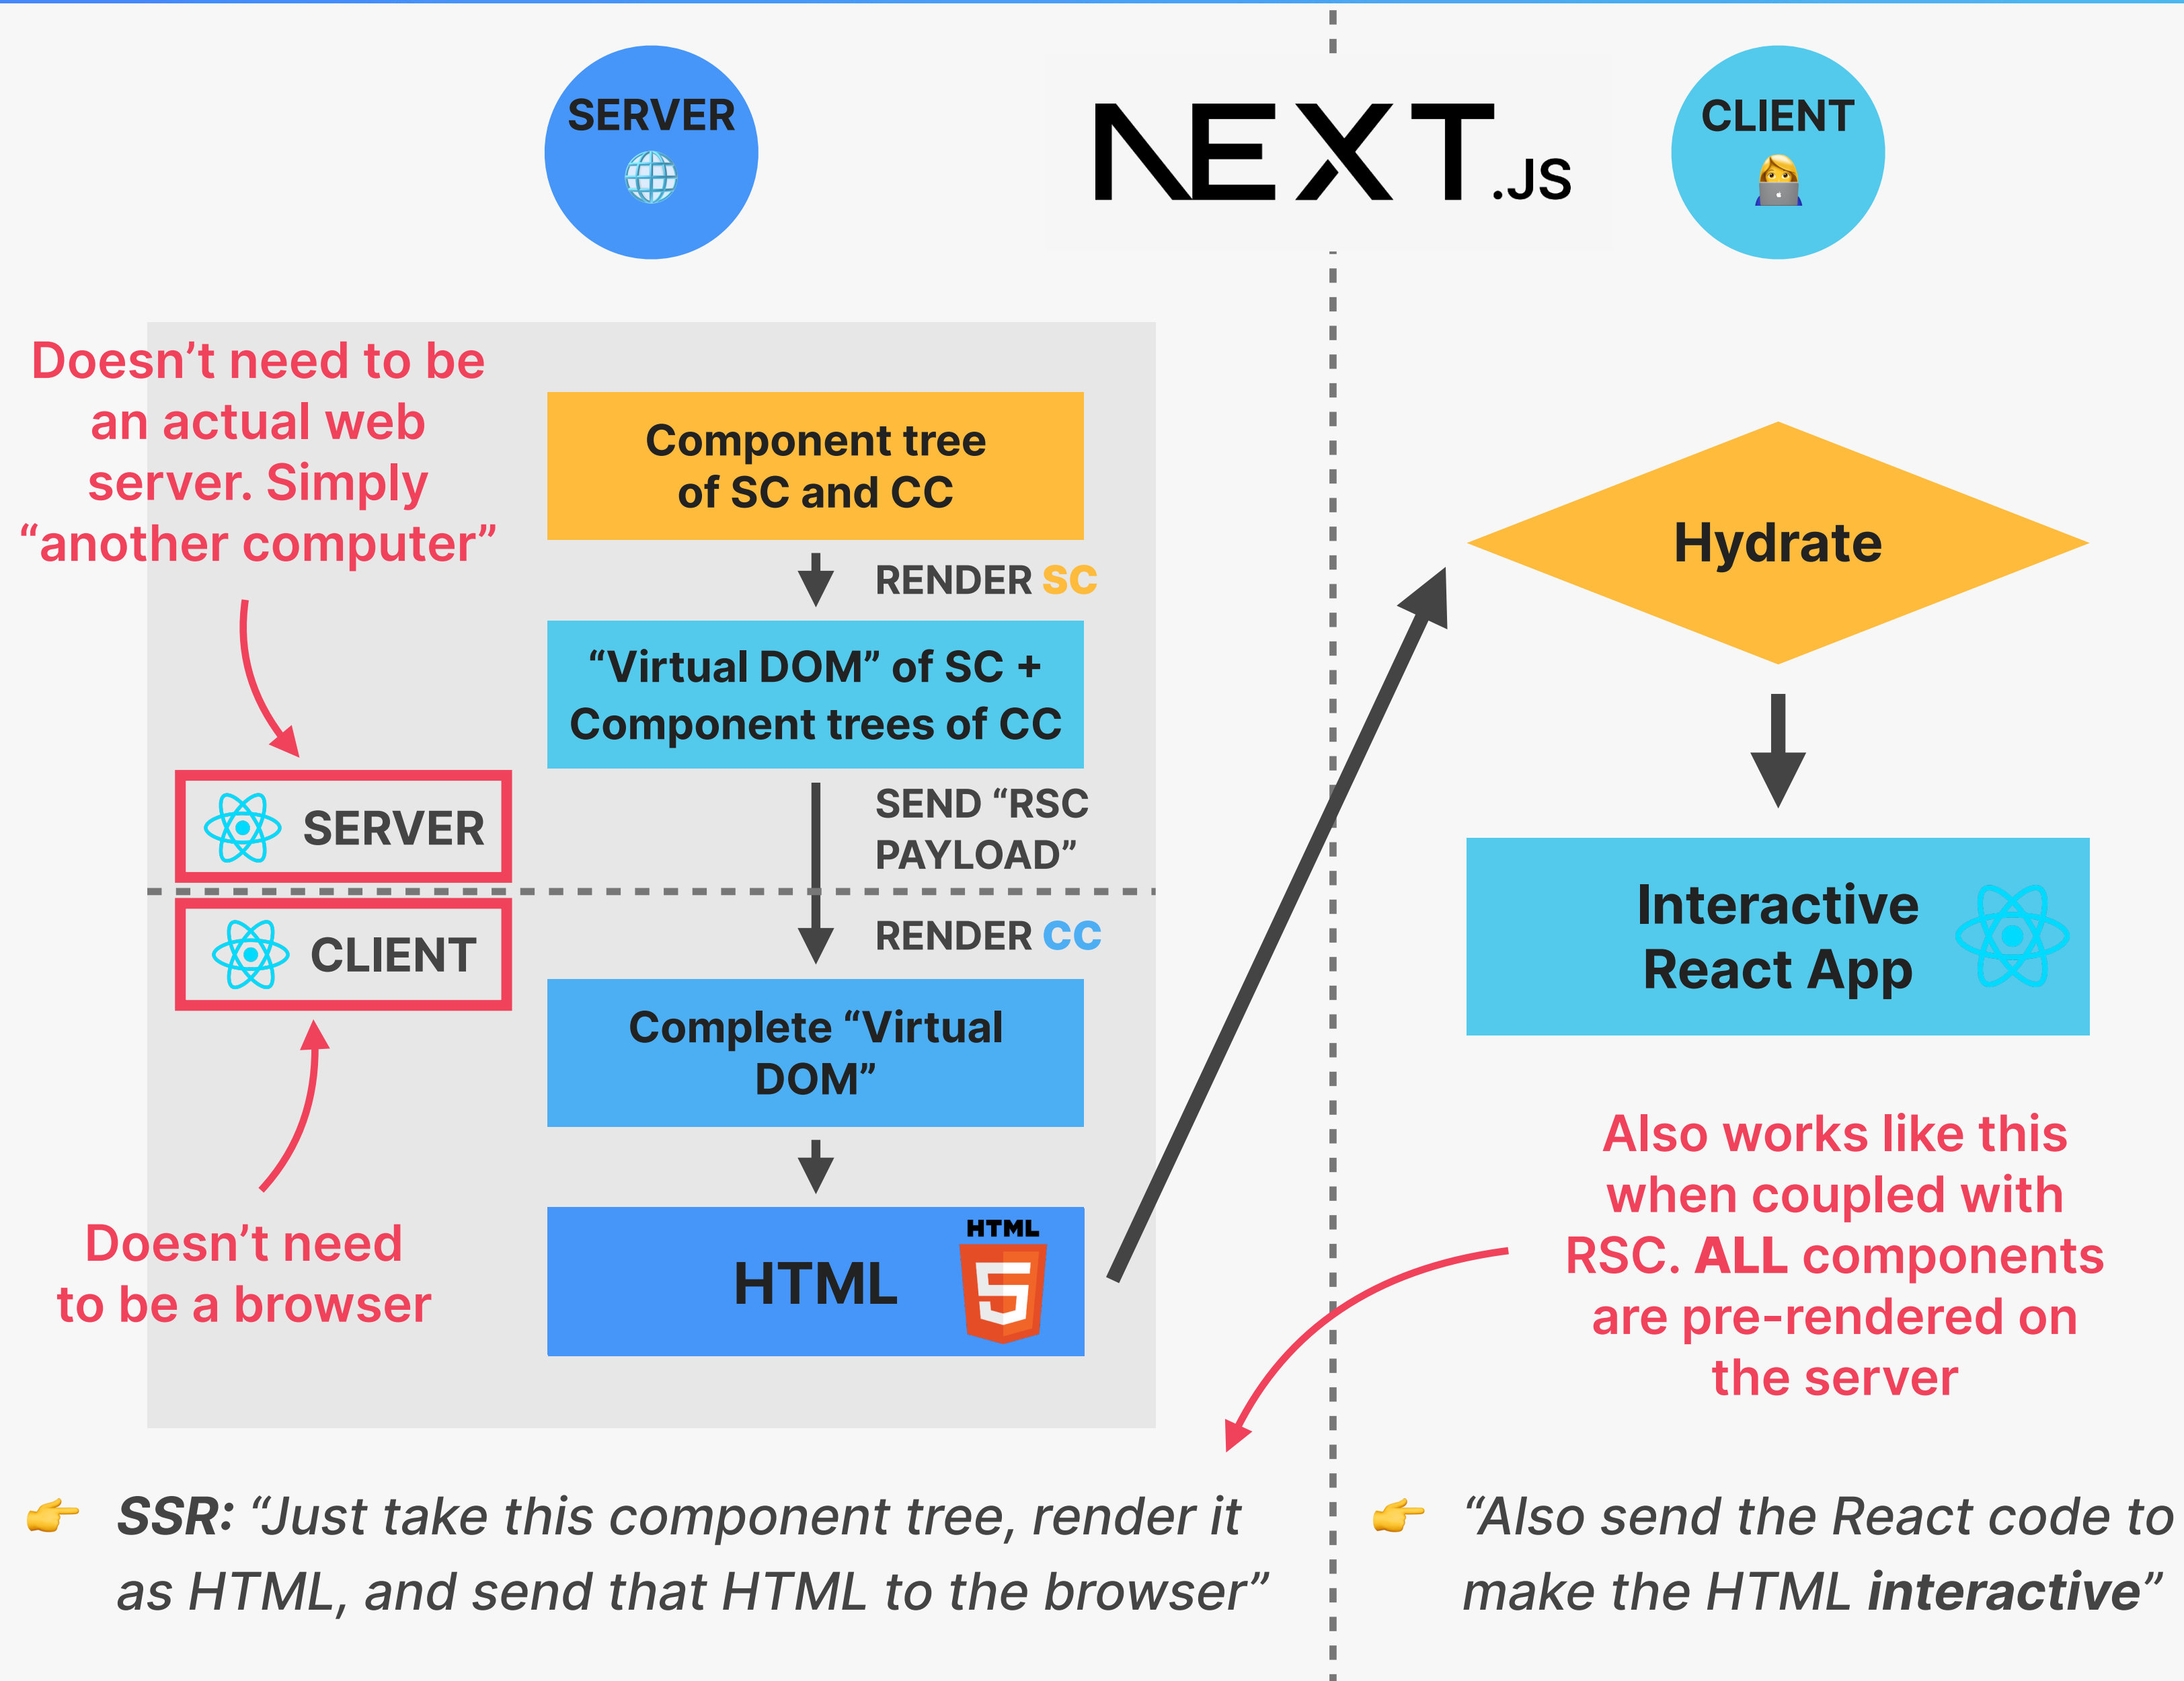 SERVER
NEXT.JS
CLIENT
Doesn’t need to be
an actual web
server. Simply
“another computer”
Component tree
of SC and CC
RENDER SC
“Virtual DOM” of SC +
Component trees of CC
SEND “RSC
PAYLOAD”
SERVER
CLIENT
RENDER CC
Complete “Virtual
DOM”
Doesn’t need
to be a browser
HTML
HTML
5
Hydrate
Interactive
React App
Also works like this
when coupled with
RSC. ALL components
are pre-rendered on
the server
👉 SSR: “Just take this component tree, render it
as HTML, and send that HTML to the browser”
👉 “Also send the React code to
make the HTML interactive”